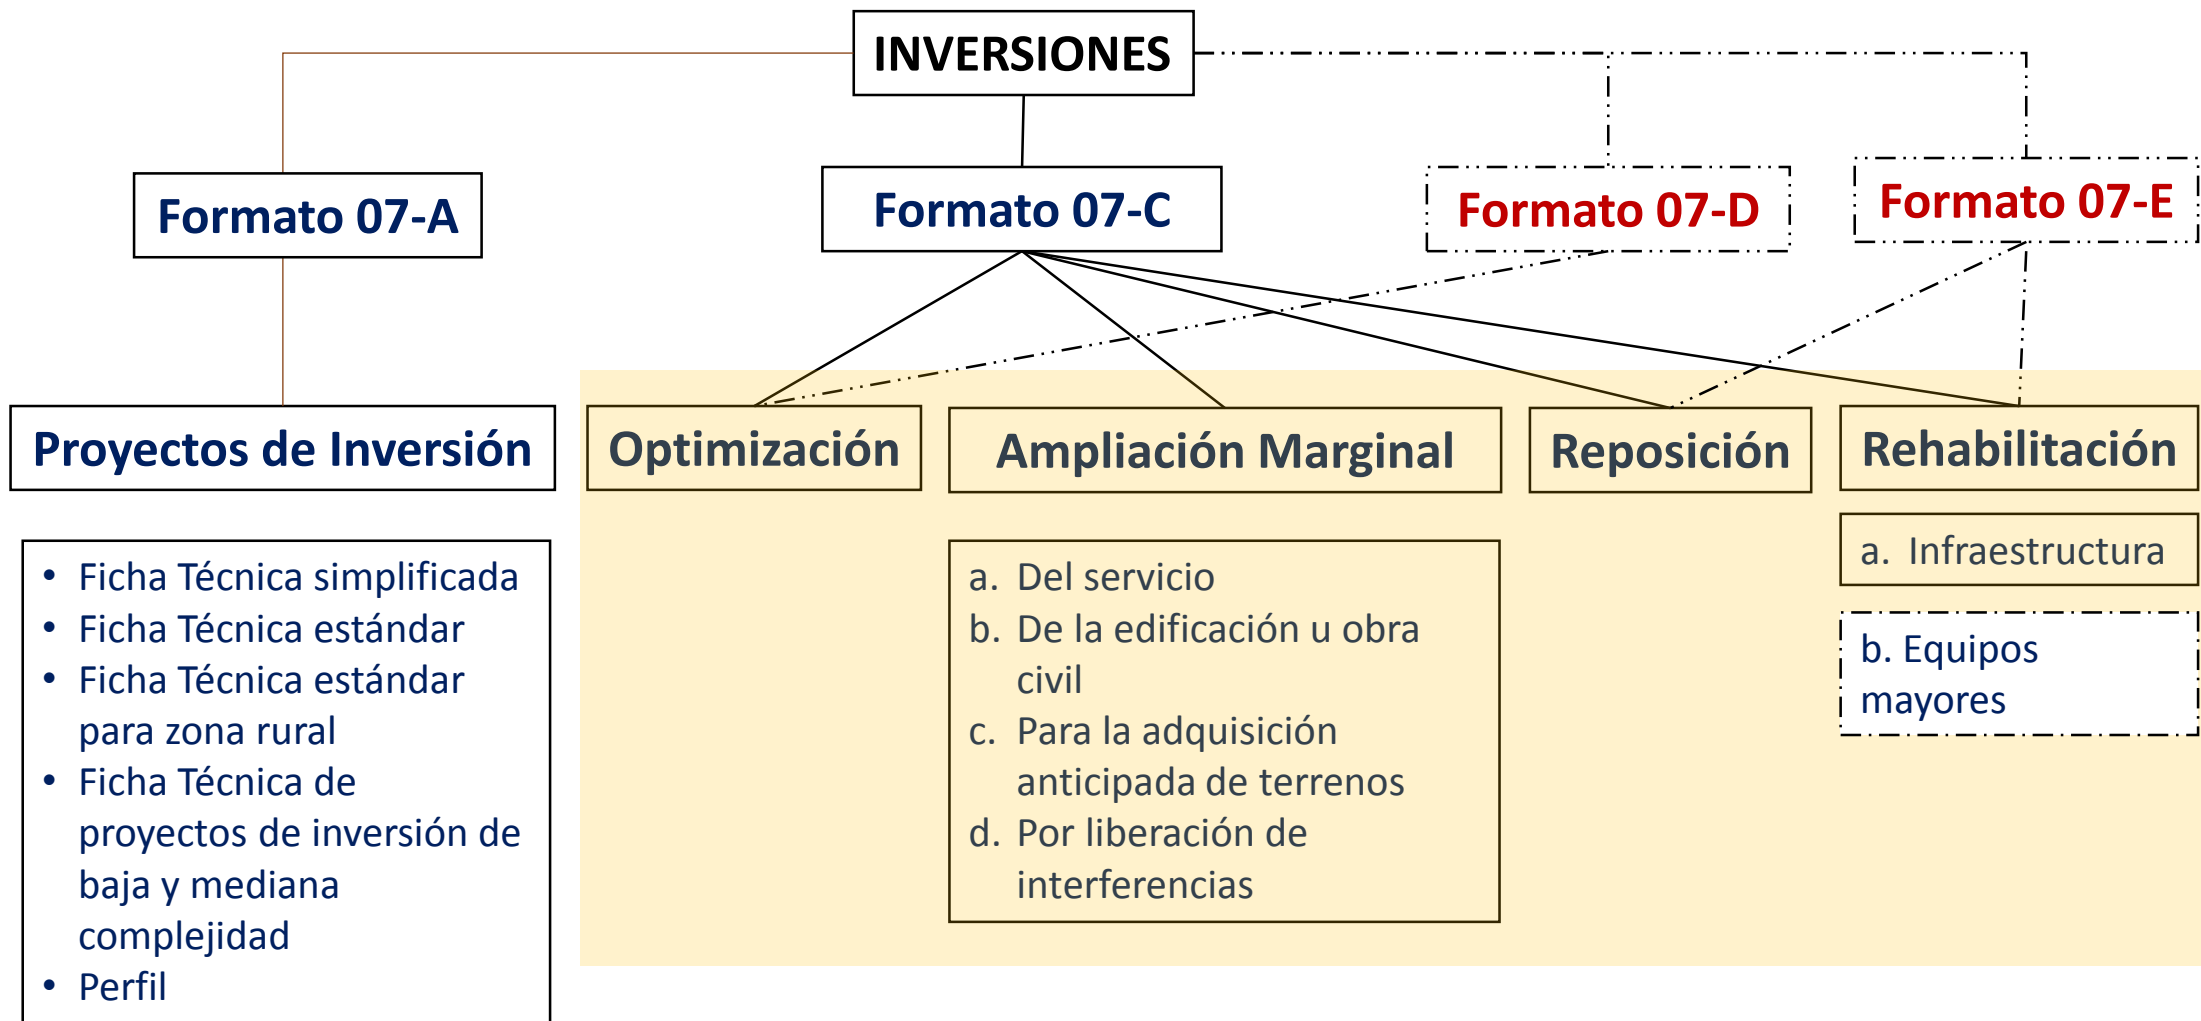 INVERSIONES
Formato 07-A
Formato 07-C
Formato 07-D
Formato 07-E
Proyectos de Inversión
Optimización
Ampliación Marginal
Reposición
Rehabilitación
• Ficha Técnica simplificada
• Ficha Técnica estándar
• Ficha Técnica estándar
para zona rural
• Ficha Técnica de
proyectos de inversión de
baja y mediana
complejidad
• Perfil
a. Del servicio
b. De la edificación u obra
civil
c. Para la adquisición
anticipada de terrenos
d. Por liberación de
interferencias
a. Infraestructura
b. Equipos
mayores